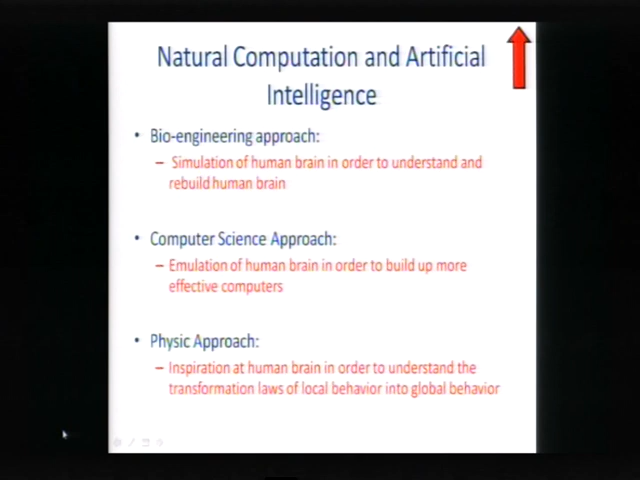 Natural Computation and Artificial
Intelligence
• Bio-engineering approach:
– Simulation of human brain in order to understand and
rebuild human brain
• Computer Science Approach:
– Emulation of human brain in order to build up more
effective computers
• Physic Approach:
– Inspiration at human brain in order to understand the
transformation laws of local behavior into global behavior